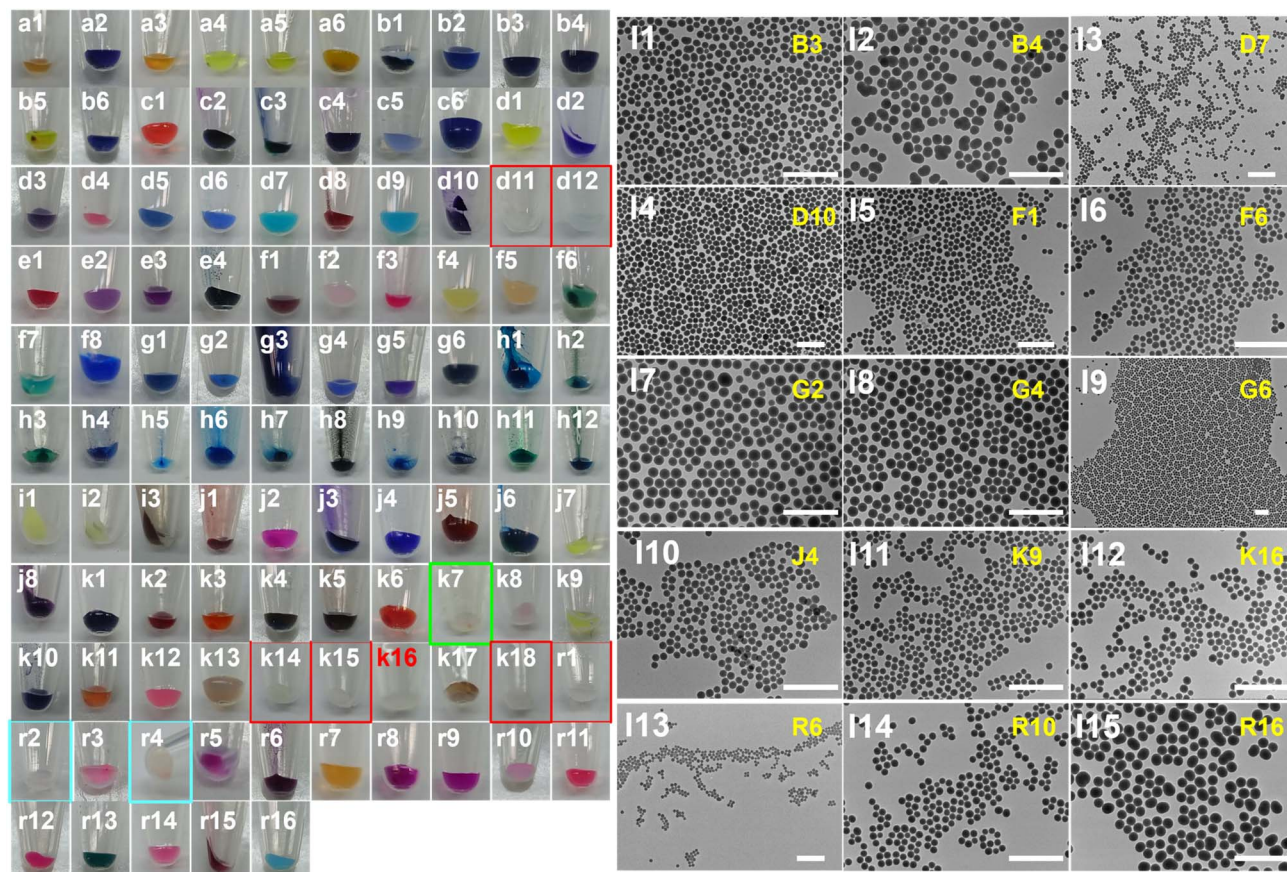 a1 a2 a3 a4 a5 a6 b1 b2 b3 b4
b5 b6 c1 c2 c3 c4 c5 c6 d1 d2
d3 d4 d5 d6 d7 d8 d9 d10 d11 d12
e1 e2 e3 e4 f1 f2 f3 f4 f5 f6
f7 f8 g1 g2 g3 g4 g5 g6 h1 h2
h3 h4 h5 h6 h7 h8 h9 h10 h11 h12
i1 i2 i3 j1 j2 j3 j4 j5 j6 j7
j8 k1 k2 k3 k4 k5 k6 k7 k8 k9
k10 k11 k12 k13 k14 k15 k16 k17 k18 r1
r2 r3 r4 r5 r6 r7 r8 r9 r10 r11
r12 r13 r14 r15 r16
I1 B3 I2 B4 I3 D7
I4 D10 I5 F1 I6 F6
I7 G2 I8 G4 I9 G6
I10 J4 I11 K9 I12 K16
I13 R6 I14 R10 I15 R16